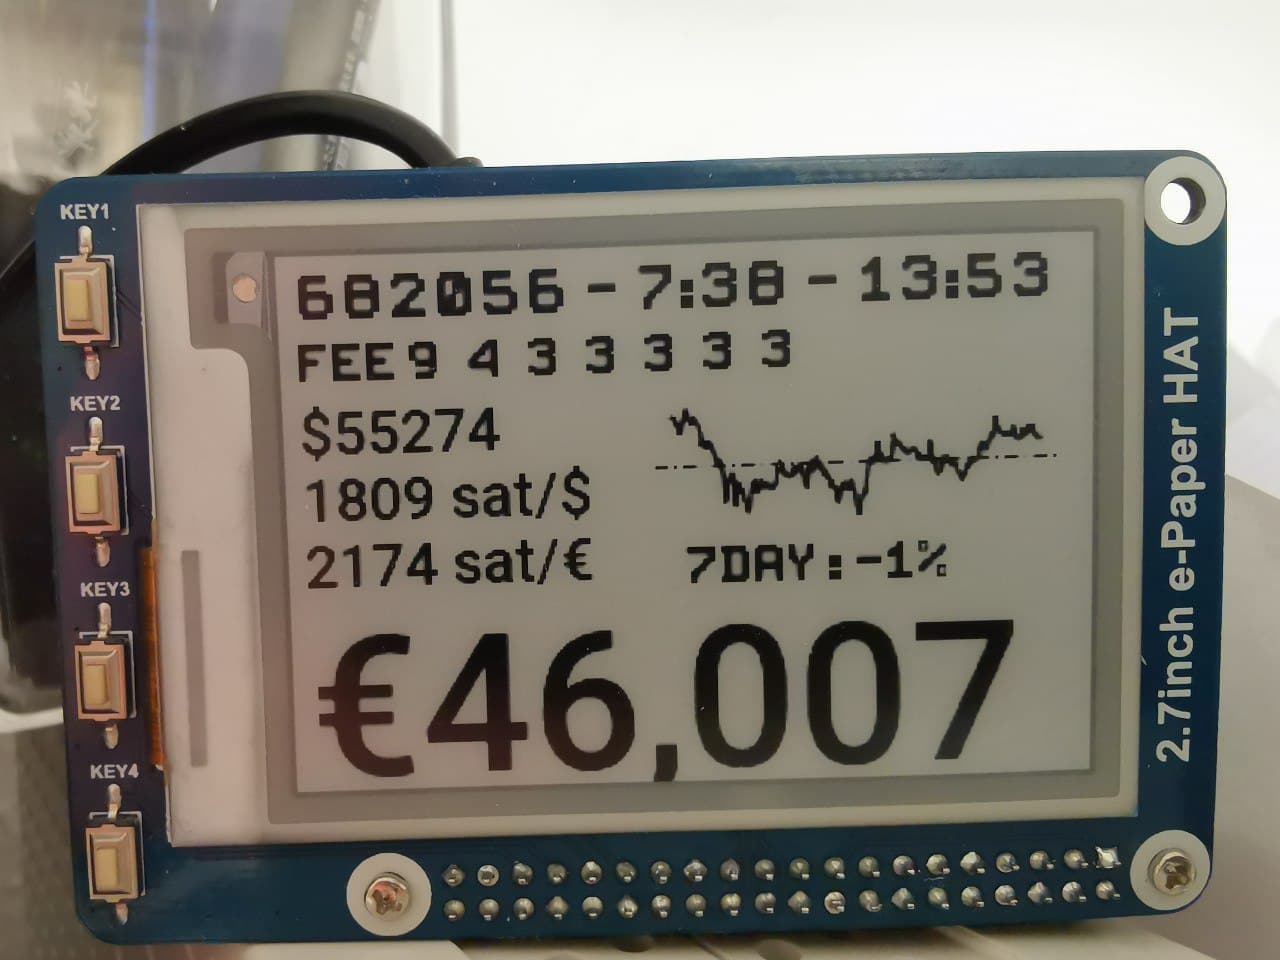 KEY1
KEY2
KEY3
KEY4
682056 - 7:38 - 13:53
FEE 9 4 3 3 3 3 3
$55274
1809 sat/$
2174 sat/€
7DAY:-1%
€46,007
2.7inch e-Paper HAT